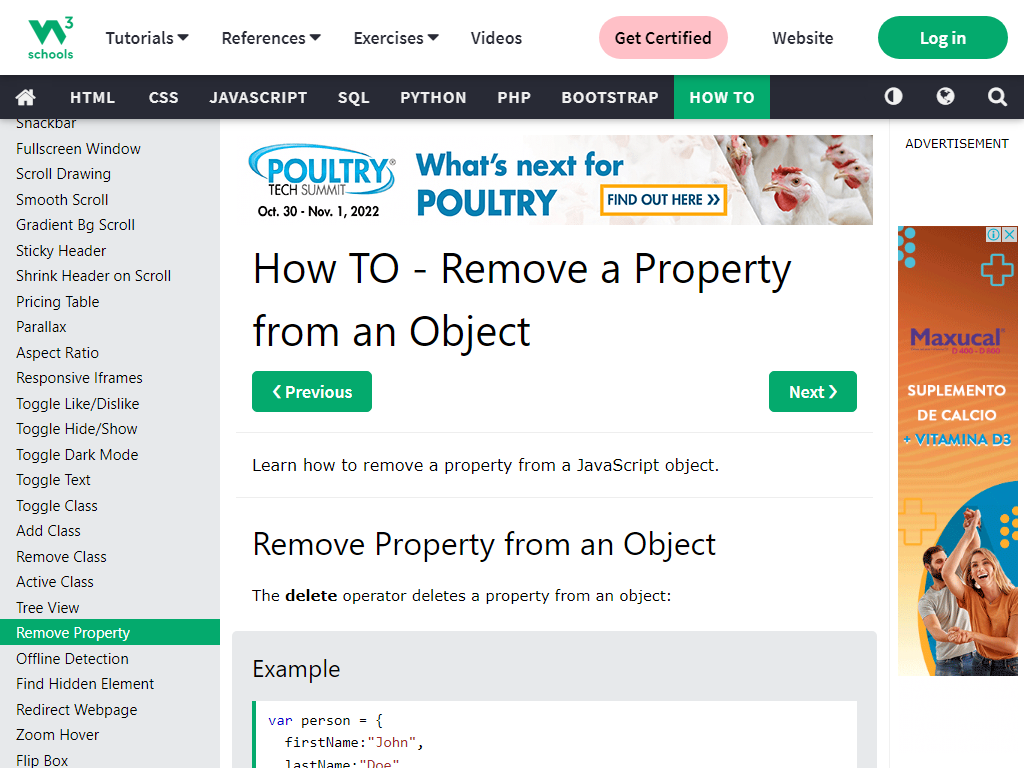 3
schools
Tutorials
References
Exercises
Videos
Get Certified
Website
Log in
HTML
CSS
JAVASCRIPT
SQL
PYTHON
PHP
BOOTSTRAP
HOW TO
Snackbar
Fullscreen Window
Scroll Drawing
Smooth Scroll
Gradient Bg Scroll
Sticky Header
Shrink Header on Scroll
Pricing Table
Parallax
Aspect Ratio
Responsive Iframes
Toggle Like/Dislike
Toggle Hide/Show
Toggle Dark Mode
Toggle Text
Toggle Class
Add Class
Remove Class
Active Class
Tree View
Remove Property
Offline Detection
Find Hidden Element
Redirect Webpage
Zoom Hover
Flip Box
POULTRY®
TECH SUMMIT
Oct. 30 - Nov. 1, 2022
What's next for
POULTRY
FIND OUT HERE »
How TO - Remove a Property
from an Object
❮ Previous
Next ❯
Learn how to remove a property from a JavaScript object.
Remove Property from an Object
The delete operator deletes a property from an object:
Example
var person = {
firstName:"John",
lastName:"Doe"
ADVERTISEMENT
Maxucal®
D 400 - D 800
SUPLEMENTO
DE CALCIO
+ VITAMINA D3